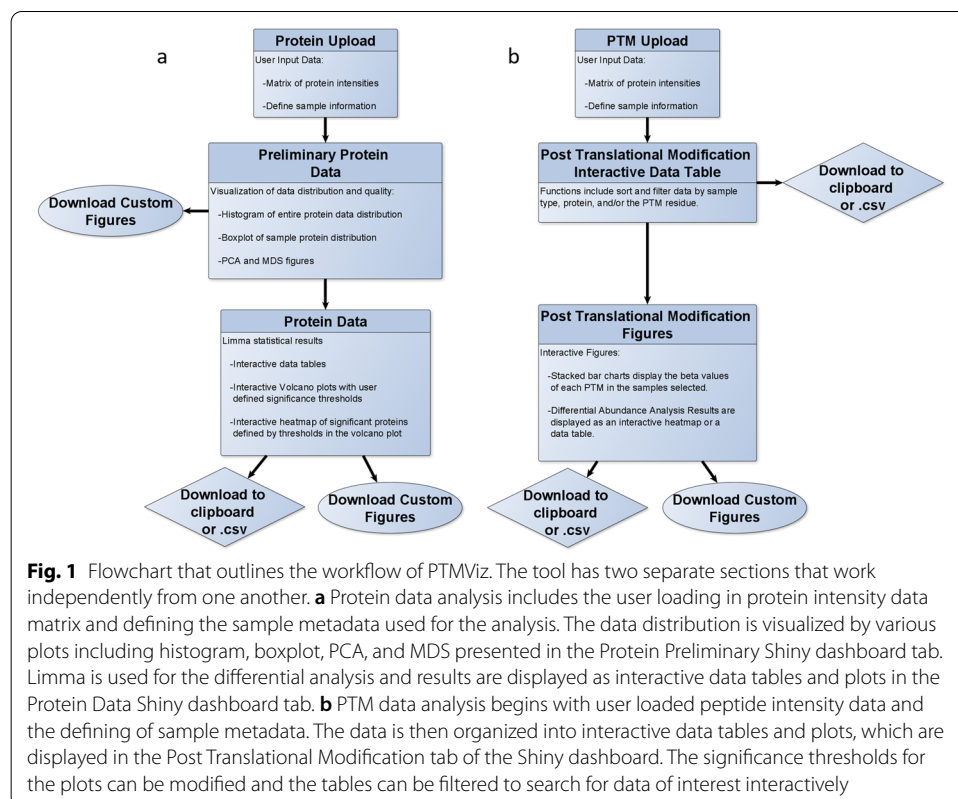 a
Protein Upload
User Input Data:
-Matrix of protein intensities
-Define sample information
Preliminary Protein
Data
Visualization of data distribution and quality:
-Histogram of entire protein data distribution
-Boxplot of sample protein distribution
-PCA and MDS figures
Download Custom
Figures
Protein Data
Limma statistical results
-Interactive data tables
-Interactive Volcano plots with user
defined significance thresholds
-Interactive heatmap of significant proteins
defined by thresholds in the volcano plot
Download to
clipboard
or .csv
Download Custom
Figures
b
PTM Upload
User Input Data:
-Matrix of protein intensities
-Define sample information
Post Translational Modification
Interactive Data Table
Functions include sort and filter data by sample
type, protein, and/or the PTM residue.
Download to
clipboard
or .csv
Post Translational Modification
Figures
Interactive Figures:
-Stacked bar charts display the beta values
of each PTM in the samples selected.
-Differential Abundance Analysis Results are
displayed as an interactive heatmap or a
data table.
Download to
clipboard
or .csv
Download Custom
Figures
Fig. 1 Flowchart that outlines the workflow of PTMViz. The tool has two separate sections that work
independently from one another. a Protein data analysis includes the user loading in protein intensity data
matrix and defining the sample metadata used for the analysis. The data distribution is visualized by various
plots including histogram, boxplot, PCA, and MDS presented in the Protein Preliminary Shiny dashboard tab.
Limma is used for the differential analysis and results are displayed as interactive data tables and plots in the
Protein Data Shiny dashboard tab. b PTM data analysis begins with user loaded peptide intensity data and
the defining of sample metadata. The data is then organized into interactive data tables and plots, which are
displayed in the Post Translational Modification tab of the Shiny dashboard. The significance thresholds for
the plots can be modified and the tables can be filtered to search for data of interest interactively